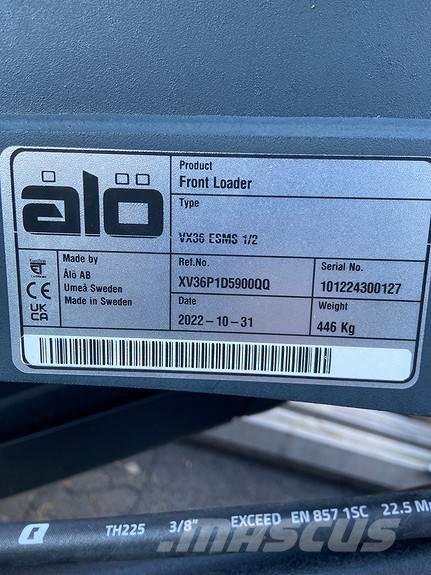 älö
Product
Front Loader
Type
VX36 ESMS 1/2
Made by
Ålö AB
Umeå Sweden
Made in Sweden
CE
UK
CA
Ref.No.
XV36P1D5900QQ
Serial No.
101224300127
Date
2022-10-31
Weight
446 Kg
TH225 3/8" EXCEED EN 857 1SC 22.5 M
MASCUS